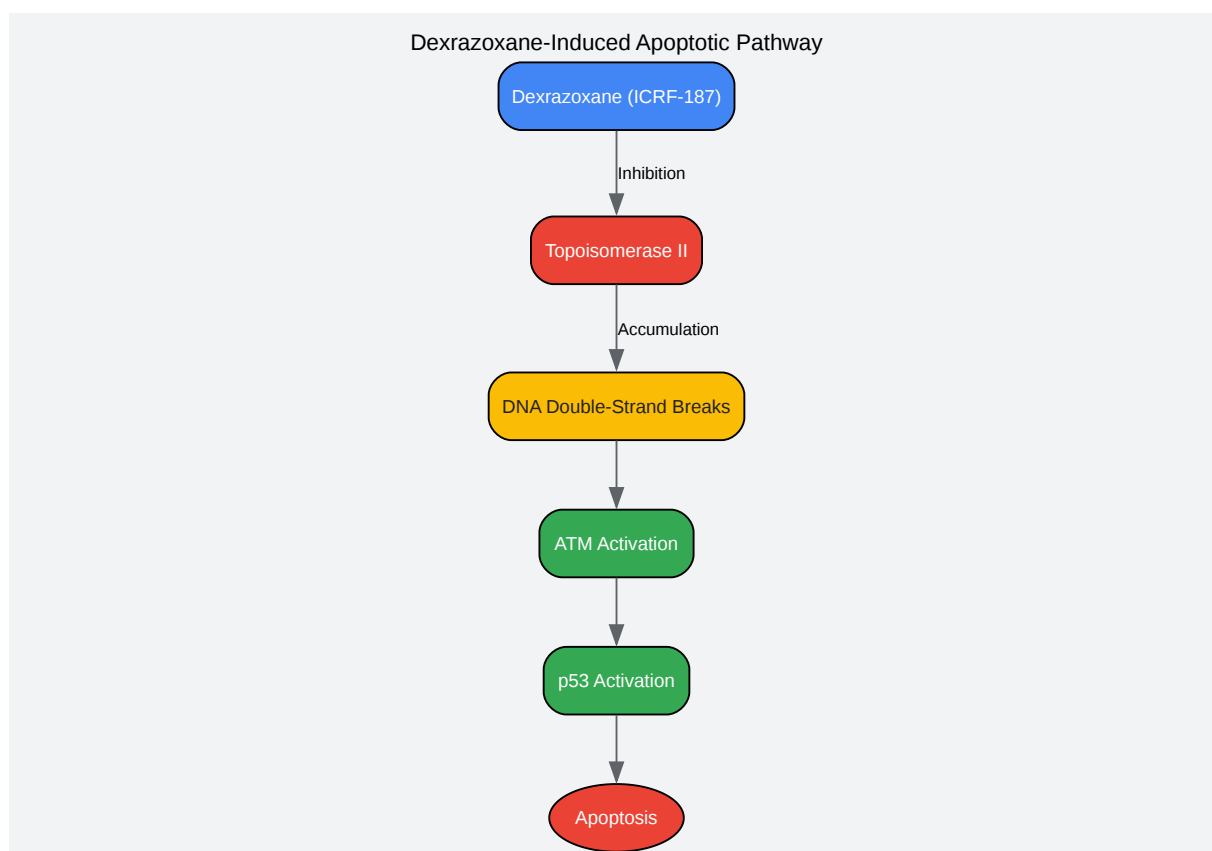 Dexrazoxane-Induced Apoptotic Pathway
Dexrazoxane (ICRF-187)
Inhibition
Topoisomerase II
Accumulation
DNA Double-Strand Breaks
ATM Activation
p53 Activation
Apoptosis